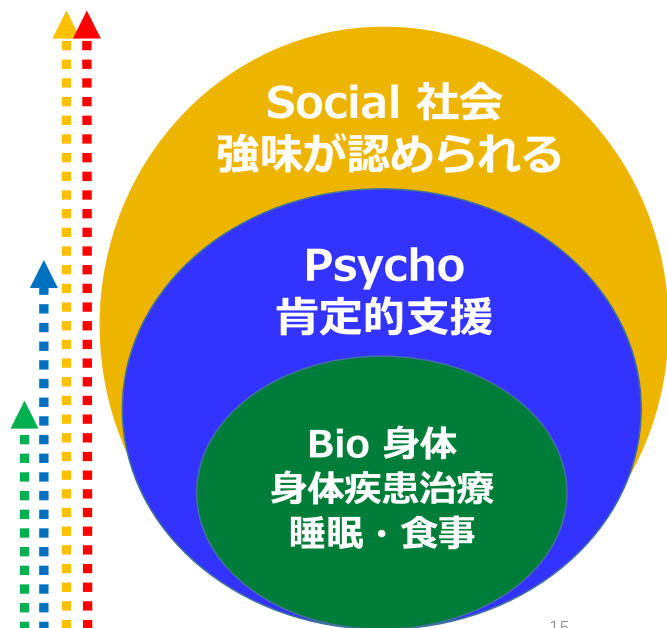 Social 社会
強味が認められる
Psycho
肯定的支援
Bio 身体
身体疾患治療
睡眠・食事
15